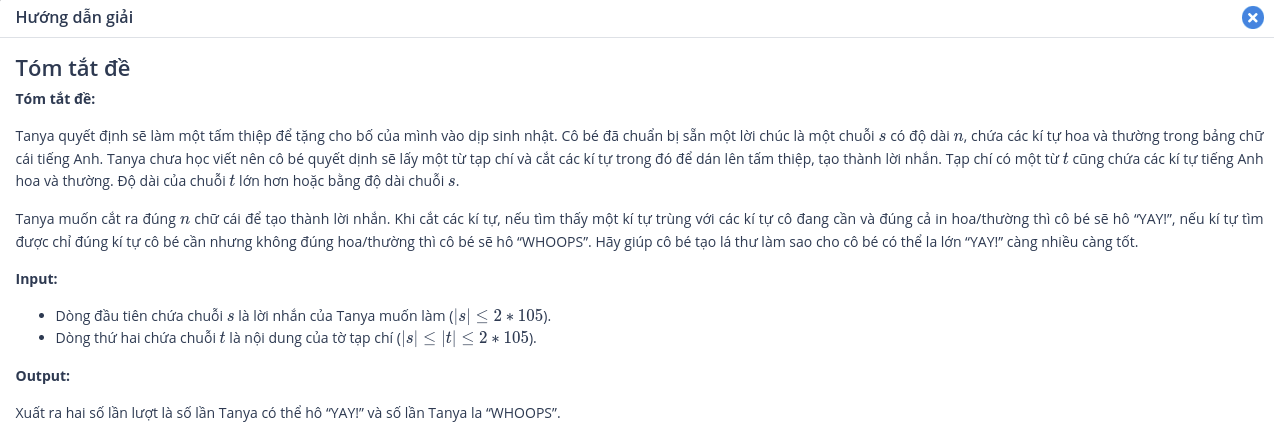 Hướng dẫn giải
Tóm tắt đề
Tóm tắt đề:
Tanya quyết định sẽ làm một tấm thiệp để tặng cho bố của mình vào dịp sinh nhật. Cô bé đã chuẩn bị sẵn một lời chúc là một chuỗi s có độ dài n, chứa các kí tự hoa và thường trong bảng chữ
cái tiếng Anh. Tanya chưa học viết nên cô bé quyết dịnh sẽ lấy một từ tạp chí và cắt các kí tự trong đó để dán lên tấm thiệp, tạo thành lời nhắn. Tạp chí có một từ t cũng chứa các kí tự tiếng Anh
hoa và thường. Độ dài của chuỗi t lớn hơn hoặc bằng độ dài chuỗi s.
Tanya muốn cắt ra đúng n chữ cái để tạo thành lời nhắn. Khi cắt các kí tự, nếu tìm thấy một kí tự trùng với các kí tự cô đang cần và đúng cả in hoa/thường thì cô bé sẽ hô “YAY!”, nếu kí tự tìm
được chỉ đúng kí tự cô bé cần nhưng không đúng hoa/thường thì cô bé sẽ hô “WHOOPS”. Hãy giúp cô bé tạo lá thư làm sao cho cô bé có thể la lớn “YAY!” càng nhiều càng tốt.
Input:
• Dòng đầu tiên chứa chuỗi s là lời nhắn của Tanya muốn làm (|s| ≤ 2 ∗ 105).
• Dòng thứ hai chứa chuỗi t là nội dung của tờ tạp chí (|s| ≤ |t| ≤ 2 ∗ 105).
Output:
Xuất ra hai số lần lượt là số lần Tanya có thể hô “YAY!” và số lần Tanya la “WHOOPS”.